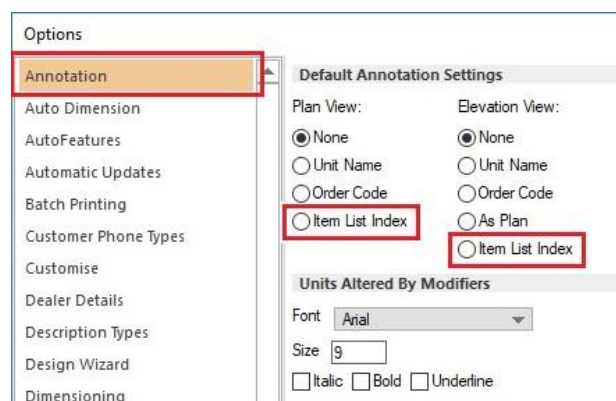 Options
Annotation
Auto Dimension
AutoFeatures
Automatic Updates
Batch Printing
Customer Phone Types
Customise
Dealer Details
Description Types
Design Wizard
Dimensioning
Default Annotation Settings
Plan View: Elevation View:
None None
Unit Name Unit Name
Order Code Order Code
Item List Index As Plan
Item List Index
Units Altered By Modifiers
Font Arial
Size 9
Italic Bold Underline